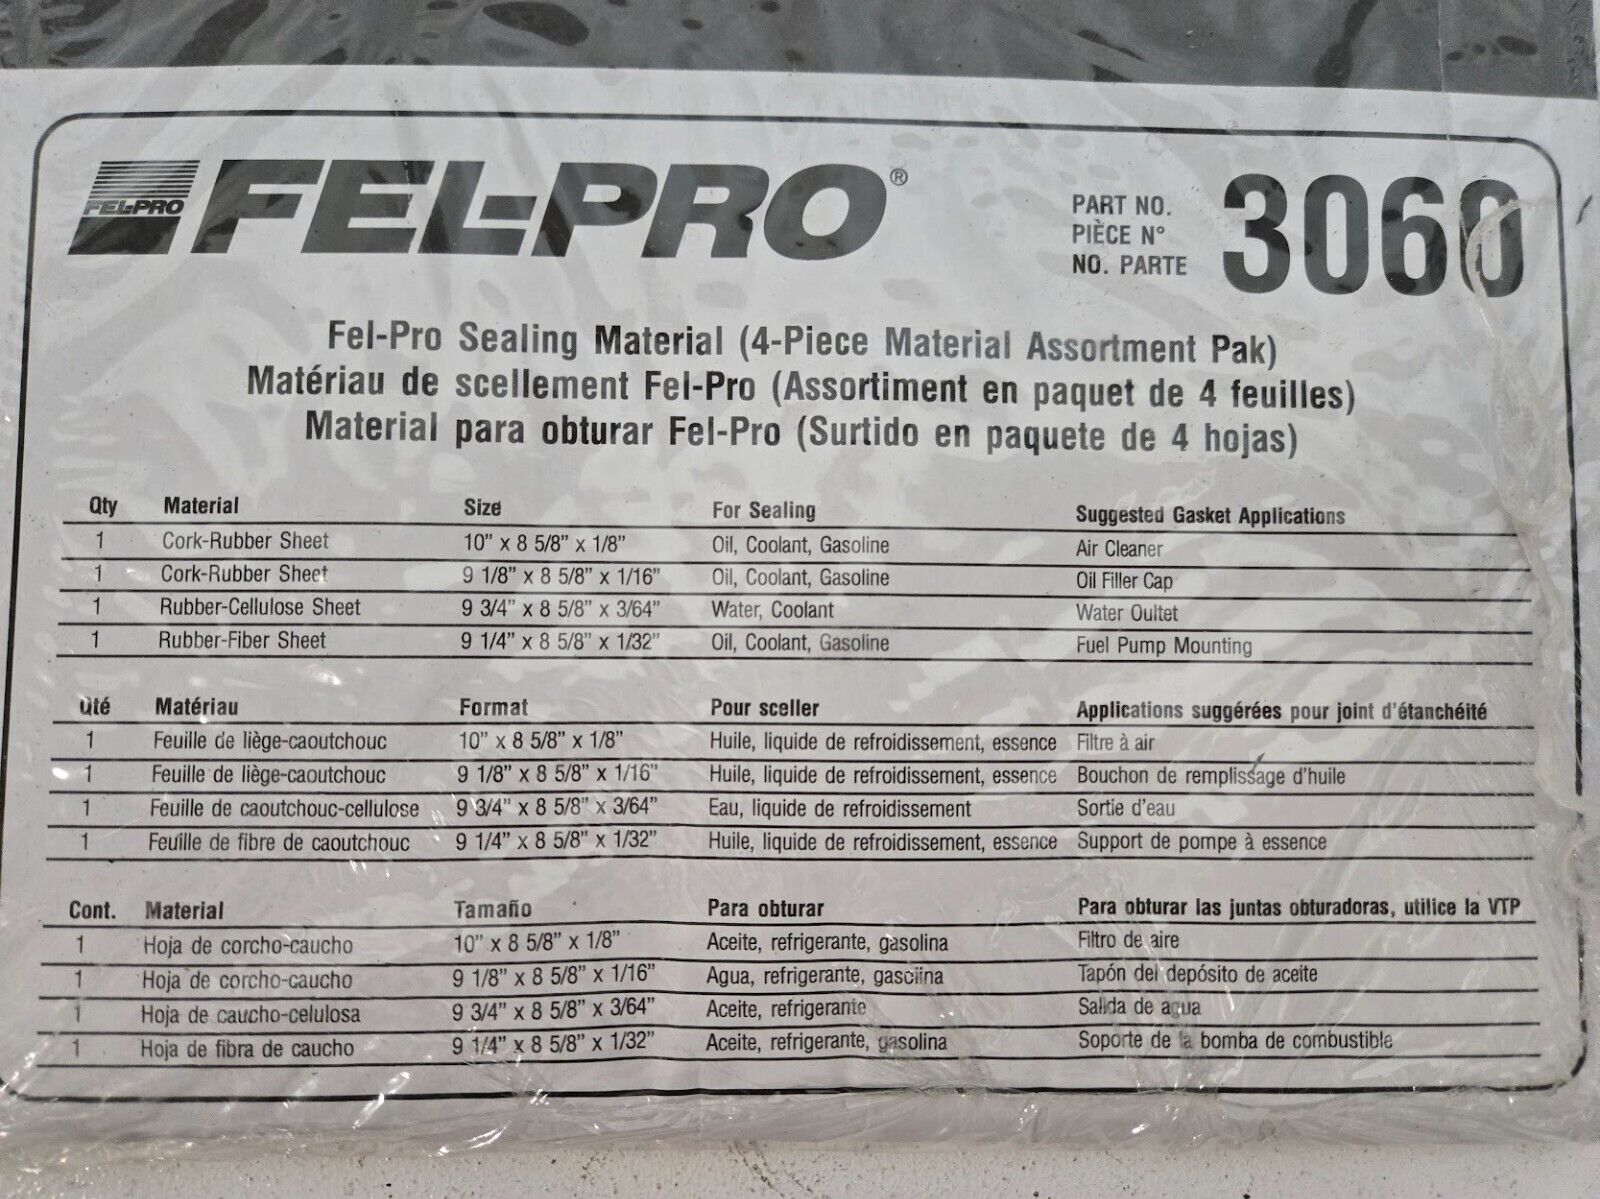 FEL-PRO FEL-PRO®
PART NO.
PIÈCE N°
NO. PARTE
3060
Fel-Pro Sealing Material (4-Piece Material Assortment Pak)
Matériau de scellement Fel-Pro (Assortiment en paquet de 4 feuilles)
Material para obturar Fel-Pro (Surtido en paquete de 4 hojas)
Qty Material Size For Sealing Suggested Gasket Applications
1 Cork-Rubber Sheet 10" x 8 5/8" x 1/8" Oil, Coolant, Gasoline Air Cleaner
1 Cork-Rubber Sheet 9 1/8" x 8 5/8" x 1/16" Oil, Coolant, Gasoline Oil Filler Cap
1 Rubber-Cellulose Sheet 9 3/4" x 8 5/8" x 3/64" Water, Coolant Water Oultet
1 Rubber-Fiber Sheet 9 1/4" x 8 5/8" x 1/32" Oil, Coolant, Gasoline Fuel Pump Mounting
Qté Matériau Format Pour sceller Applications suggérées pour joint d'étanchéité
1 Feuille de liège-caoutchouc 10" x 8 5/8" x 1/8" Huile, liquide de refroidissement, essence Filtre à air
1 Feuille de liège-caoutchouc 9 1/8" x 8 5/8" x 1/16" Huile, liquide de refroidissement, essence Bouchon de remplissage d'huile
1 Feuille de caoutchouc-cellulose 9 3/4" x 8 5/8" x 3/64" Eau, liquide de refroidissement Sortie d'eau
1 Feuille de fibre de caoutchouc 9 1/4" x 8 5/8" x 1/32" Huile, liquide de refroidissement, essence Support de pompe à essence
Cont. Material Tamaño Para obturar Para obturar las juntas obturadoras, utilice la VTP
1 Hoja de corcho-caucho 10" x 8 5/8" x 1/8" Aceite, refrigerante, gasolina Filtro de aire
1 Hoja de corcho-caucho 9 1/8" x 8 5/8" x 1/16" Agua, refrigerante, gasolina Tapón del depósito de aceite
1 Hoja de caucho-celulosa 9 3/4" x 8 5/8" x 3/64" Aceite, refrigerante Salida de agua
1 Hoja de fibra de caucho 9 1/4" x 8 5/8" x 1/32" Aceite, refrigerante, gasolina Soporte de la bomba de combustible